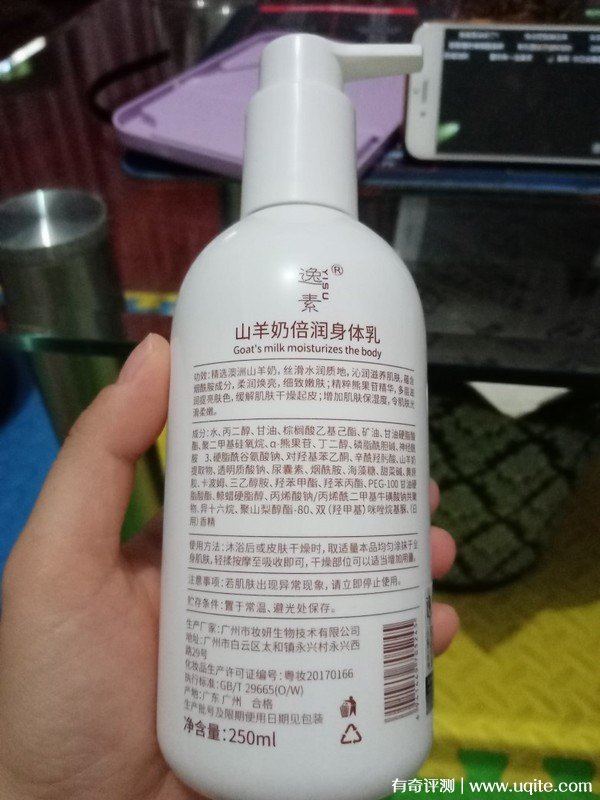 逸素
YISU
®
山羊奶倍润身体乳
Goat's milk moisturizes the body
功效:精选澳洲山羊奶，丝滑水润质地，沁润滋养肌肤，蕴含
烟酰胺成分，柔润焕亮，细致嫩肤；精粹熊果苷精华，多倍滋
润提亮肤色，缓解肌肤干燥起皮；增加肌肤保湿度，令肌肤光
滑柔嫩。
成分:水、丙二醇、甘油、棕榈酸乙基己酯、矿油、甘油硬脂酸
酯、聚二甲基硅氧烷、α-熊果苷、丁二醇、磷脂酰胆碱、神经酰
3、硬脂酰谷氨酸钠、对羟基苯乙酮、辛酰羟肟酸、山羊奶
提取物、透明质酸钠、尿囊素、烟酰胺、海藻糖、甜菜碱、黄原
胶、卡波姆、三乙醇胺、羟苯甲酯、羟苯丙酯、PEG-100 甘油硬
脂酸酯、鲸蜡硬脂醇、丙烯酸钠/丙烯酰二甲基牛磺酸钠共聚
物、异十六烷、聚山梨醇酯-80、双(羟甲基)咪唑烷基脲、(日
用)香精
使用方法:沐浴后或皮肤干燥时，取适量本品均匀涂抹于全
身肌肤，轻揉按摩至吸收即可，干燥部位可以适当增加用量。
注意事项:若肌肤出现异常现象，请立即停止使用。
贮存条件:置于常温、避光处保存。
生产厂家:广州市妆妍生物技术有限公司
地址:广州市白云区太和镇永兴村永兴西
路29号
化妆品生产许可证编号:粤妆20170166
执行标准:GB/T 29665(O/W)
产地:广东 广州 合格
生产批号及限期使用日期见包装
净含量:250ml
有奇评测 | www.uqite.com